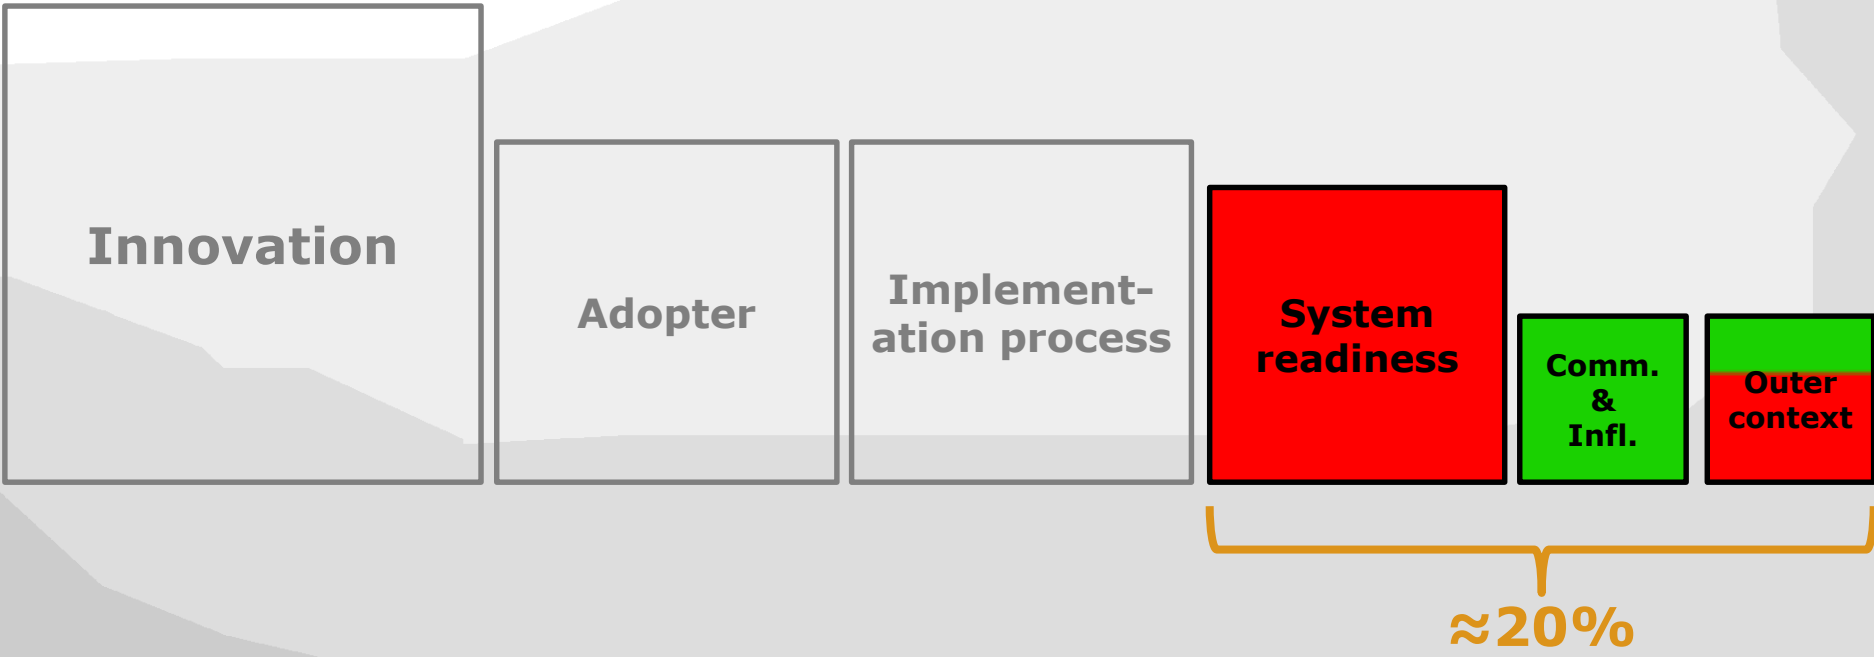 Innovation
Adopter
Implement-
ation process
System
readiness
Comm.
&
Infl.
Outer
context
≈20%